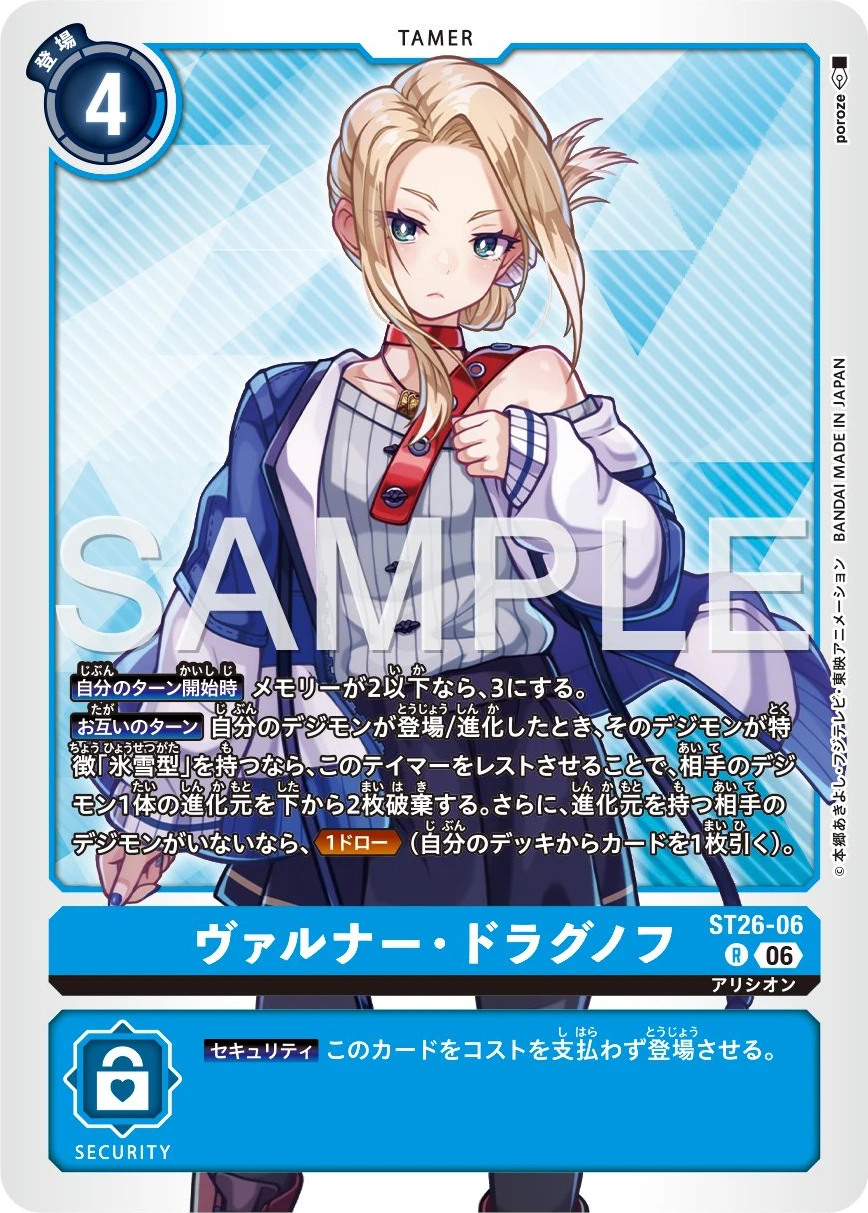 TAMER
登場
4
poroze
BANDAI MADE IN JAPAN
©本郷あきよし・フジテレビ・東映アニメーション
SAMPLE
自分のターン開始時 メモリーが2以下なら、3にする。
お互いのターン 自分のデジモンが登場/進化したとき、そのデジモンが特
徴「氷雪型」を持つなら、このテイマーをレストさせることで、相手のデジ
モン1体の進化元を下から2枚破棄する。さらに、進化元を持つ相手の
デジモンがいないなら、1ドロー(自分のデッキからカードを1枚引く)。
ヴァルナー・ドラグノフ
ST26-06
R 06
アリシオン
セキュリティ このカードをコストを支払わず登場させる。
SECURITY